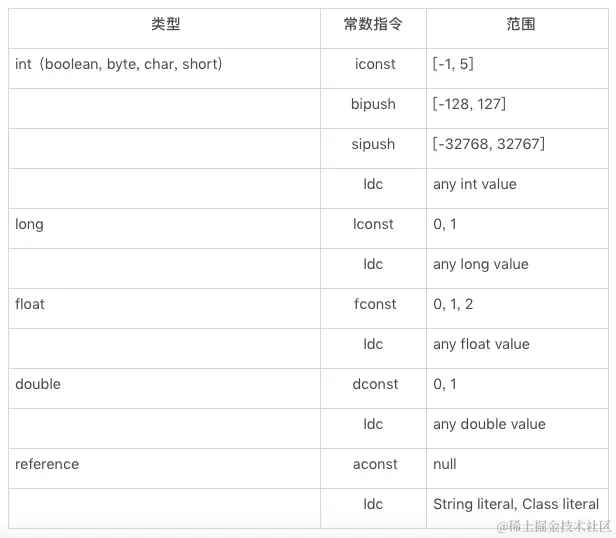 类型 常数指令 范围
int（boolean, byte, char, short） iconst [-1, 5]
bipush [-128, 127]
sipush [-32768, 32767]
ldc any int value
long lconst 0, 1
ldc any long value
float fconst 0, 1, 2
ldc any float value
double dconst 0, 1
ldc any double value
reference aconst null
ldc String literal, Class literal
@稀土掘金技术社区